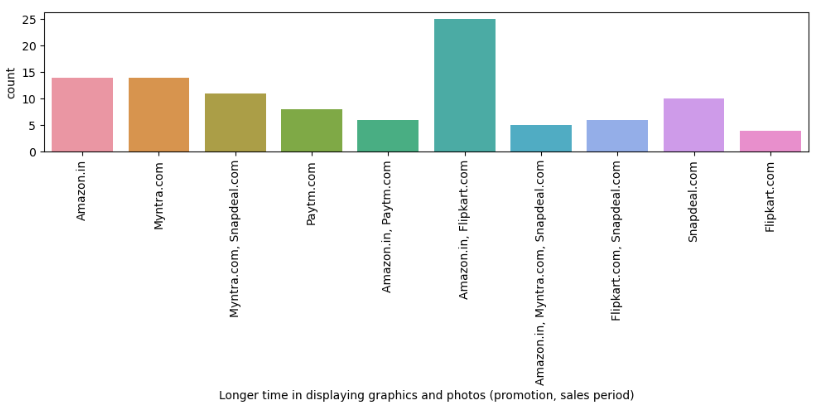 25
20
15
10
5
0
count
Amazon.in
Myntra.com
Myntra.com, Snapdeal.com
Paytm.com
Amazon.in, Paytm.com
Amazon.in, Flipkart.com
Amazon.in, Myntra.com, Snapdeal.com
Flipkart.com, Snapdeal.com
Snapdeal.com
Flipkart.com
Longer time in displaying graphics and photos (promotion, sales period)